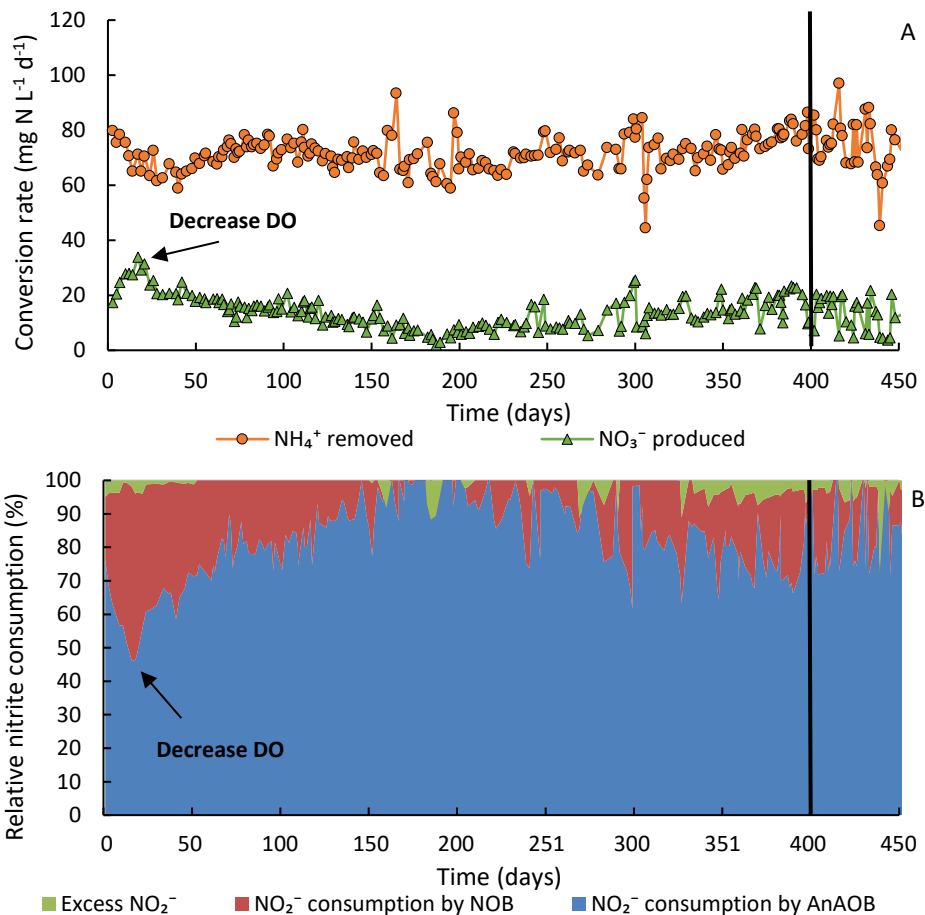 A
Conversion rate (mg N L⁻¹ d⁻¹)
120
100
80
60
40
20
0
Decrease DO
0 50 100 150 200 250 300 350 400 450
Time (days)
NH₄⁺ removed NO₃⁻ produced
B
Relative nitrite consumption (%)
100
90
80
70
60
50
40
30
20
10
0
Decrease DO
0 50 100 150 200 251 300 351 400 451
Time (days)
Excess NO₂⁻ NO₂⁻ consumption by NOB NO₂⁻ consumption by AnAOB